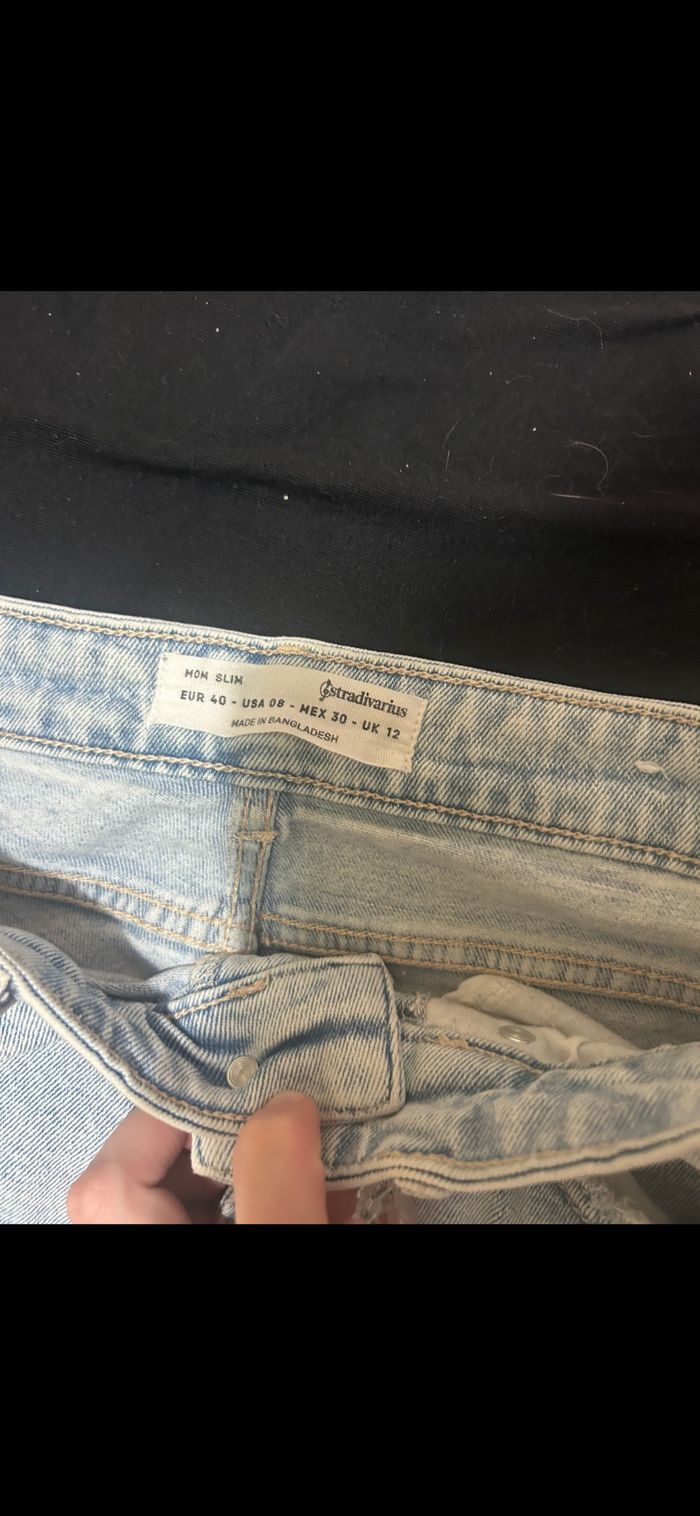 MOM SLIM
stradivarius
EUR 40 - USA 08 - MEX 30 - UK 12
MADE IN BANGLADESH